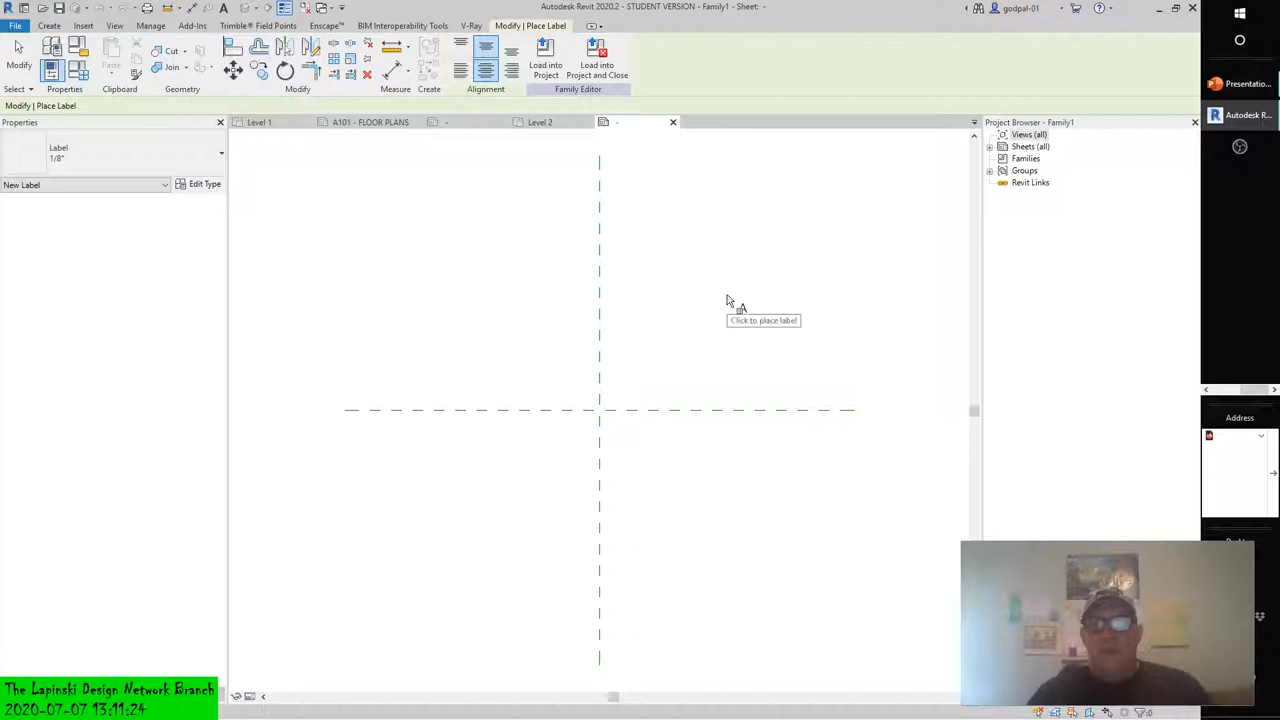 Autodesk Revit 2020.2 - STUDENT VERSION - Family1 - Sheet: -
godpal-01
File
Create
Insert
View
Manage
Add-Ins
Trimble® Field Points
Enscape™
BIM Interoperability Tools
V-Ray
Modify | Place Label
Modify
Paste
Cut
Join
Load into
Project
Load into
Project and Close
Select
Properties
Clipboard
Geometry
Modify
Measure
Create
Alignment
Family Editor
Modify | Place Label
Properties
Level 1
A101 - FLOOR PLANS
-
Level 2
-
Project Browser - Family1
Label
1/8"
New Label
Edit Type
Views (all)
Sheets (all)
Families
Groups
Revit Links
Click to place label
Presentatio...
Autodesk R...
Address
:0
The Lapinski Design Network Branch
2020-07-07 13:11:24